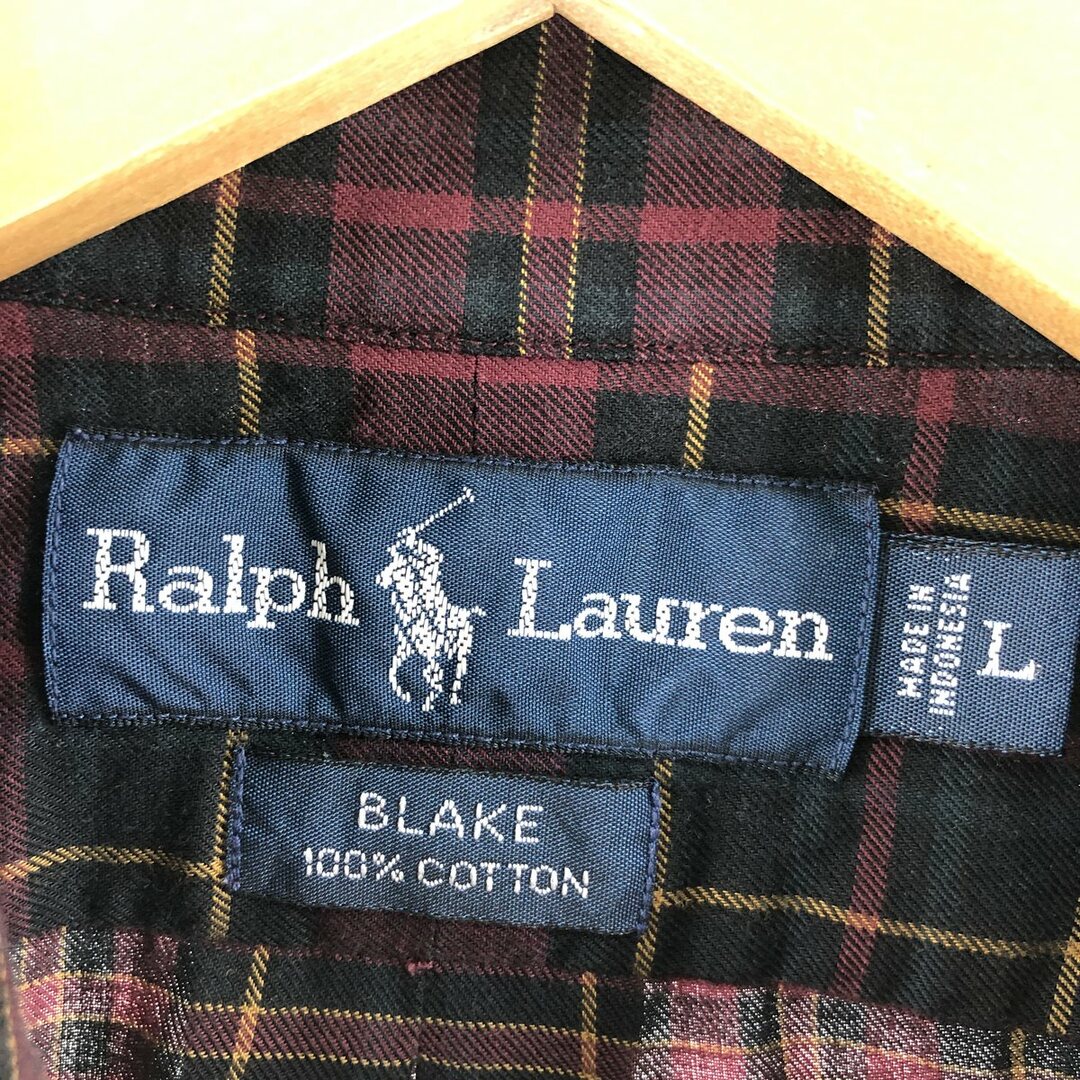 Ralph Lauren
MADE IN
INDONESIA
L
BLAKE
100% COTTON